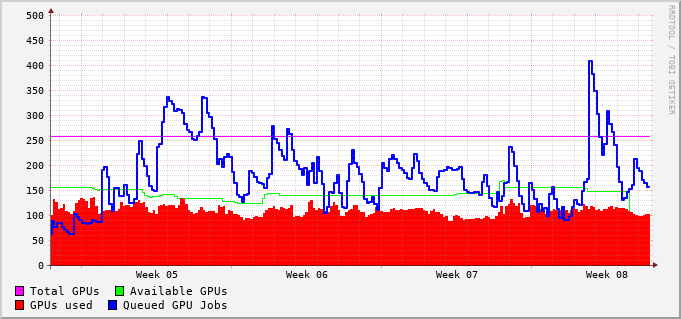 500
450
400
350
300
250
200
150
100
50
0
Week 05 Week 06 Week 07 Week 08
Total GPUs Available GPUs
GPUs used Queued GPU Jobs
RRDTOOL / TOBI OETIKER